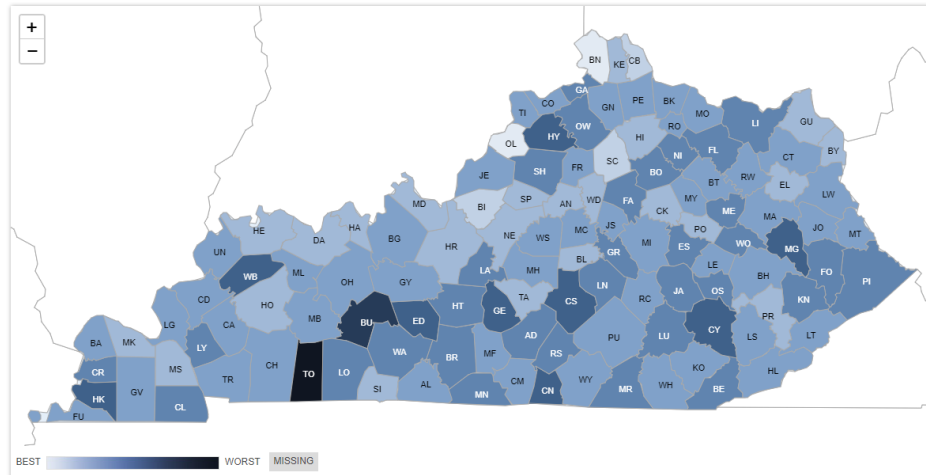 +
−
BN KE CB
GA
CO GN PE BK MO
TI OW LI GU
HY RO
OL HI FL BY
SC NI CT
JE SH FR BO RW EL
BT
MD SP AN WD FA CK MY ME LW
BI
HE HA NE WS MC JS PO MA JO MT
DA BG HR GR MI ES WO MG
UN BL LE
WB ML LA MH BH FO PI
OH GY LN JA OS KN
CD HO HT TA CS RC
MB GE PR
LG CA BU ED CY
AD PU LU LS LT
BA MK LY WA BR MF RS
MS CH KO HL
CR TR TO LO CM WY
HK GV SI AL MN CN MR WH BE
CL
FU
BEST WORST MISSING